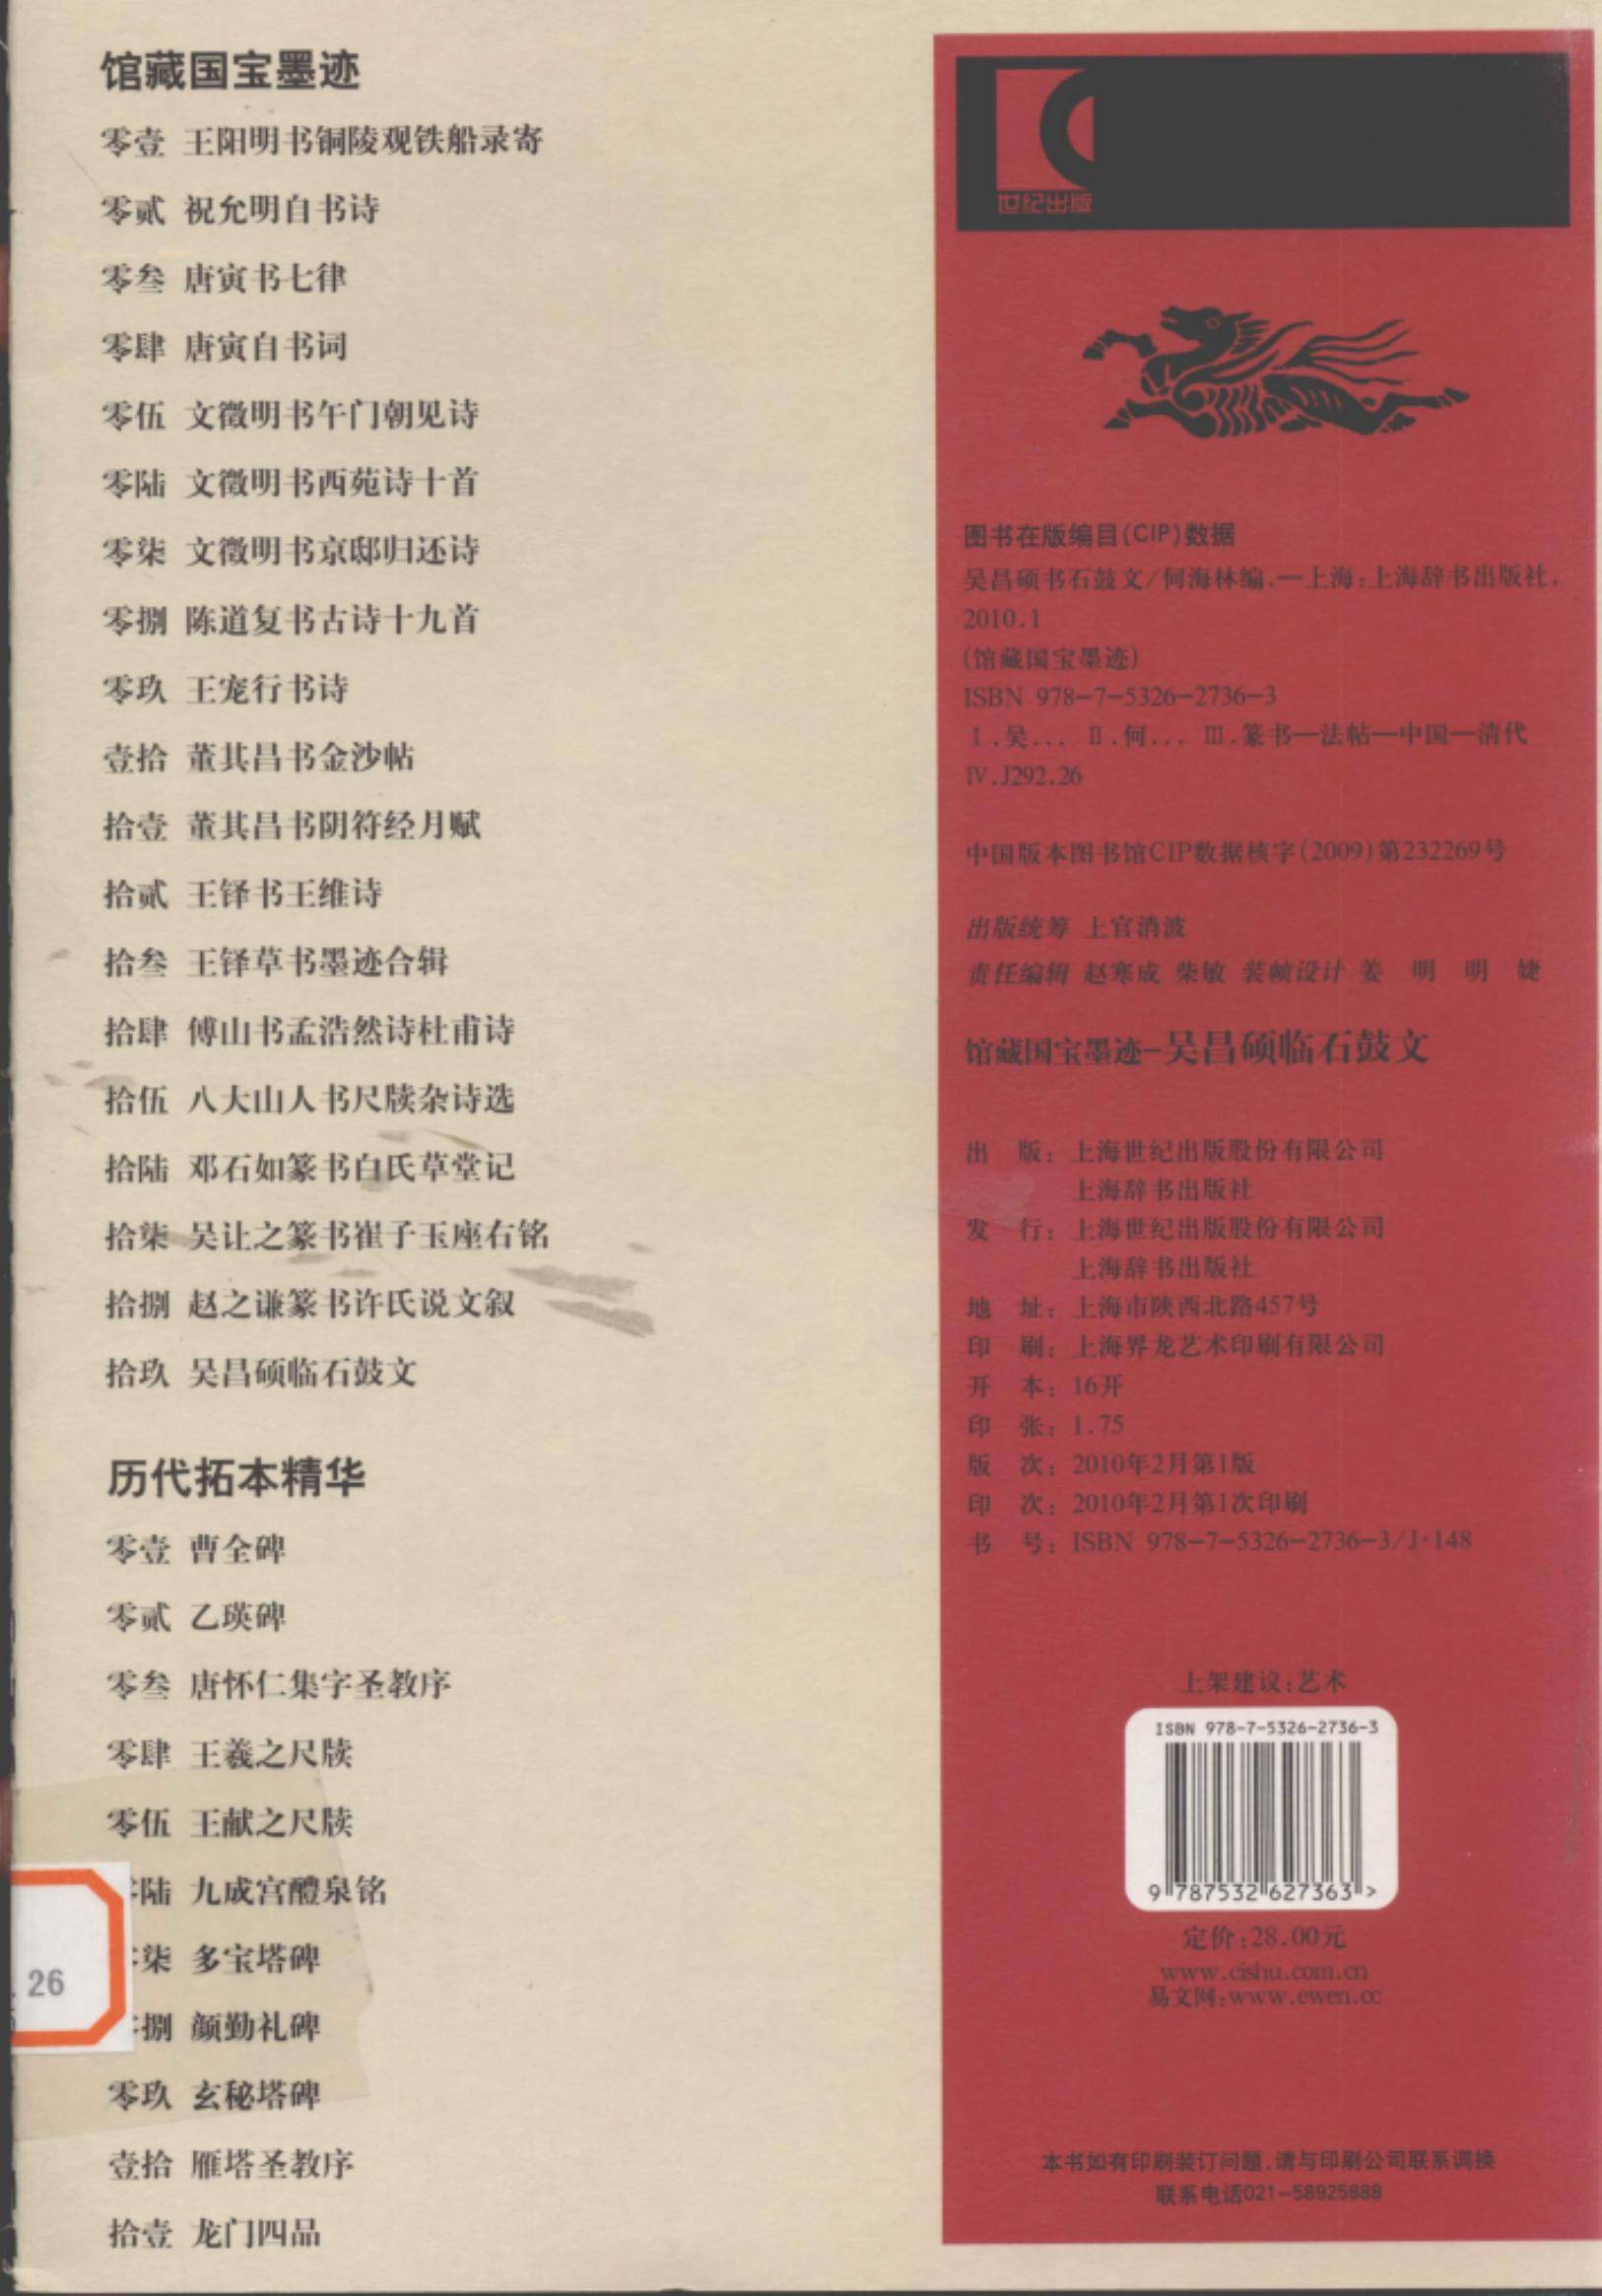 馆藏国宝墨迹
零壹 王阳明书铜陵观铁船录寄
零贰 祝允明自书诗
零叁 唐寅书七律
零肆 唐寅自书词
零伍 文徵明书午门朝见诗
零陆 文徵明书西苑诗十首
零柒 文徵明书京邸归还诗
零捌 陈道复书古诗十九首
零玖 王宠行书诗
壹拾 董其昌书金沙帖
拾壹 董其昌书阴符经月赋
拾贰 王铎书王维诗
拾叁 王铎草书墨迹合辑
拾肆 傅山书孟浩然诗杜甫诗
拾伍 八大山人书尺牍杂诗选
拾陆 邓石如篆书白氏草堂记
拾柒 吴让之篆书崔子玉座右铭
拾捌 赵之谦篆书许氏说文叙
拾玖 吴昌硕临石鼓文
历代拓本精华
零壹 曹全碑
零贰 乙瑛碑
零叁 唐怀仁集字圣教序
零肆 王羲之尺牍
零伍 王献之尺牍
陆 九成宫醴泉铭
柒 多宝塔碑
捌 颜勤礼碑
零玖 玄秘塔碑
壹拾 雁塔圣教序
拾壹 龙门四品
26
世纪出版
图书在版编目(CIP)数据
吴昌硕书石鼓文/何海林编.—上海:上海辞书出版社,
2010.1
(馆藏国宝墨迹)
ISBN 978-7-5326-2736-3
Ⅰ.吴... Ⅱ.何... Ⅲ.篆书—法帖—中国—清代
Ⅳ.J292.26
中国版本图书馆CIP数据核字(2009)第232269号
出版统筹 上官消波
责任编辑 赵寒成 柴敏 装帧设计 姜 明 明 婕
馆藏国宝墨迹-吴昌硕临石鼓文
出 版: 上海世纪出版股份有限公司
上海辞书出版社
发 行: 上海世纪出版股份有限公司
上海辞书出版社
地 址: 上海市陕西北路457号
印 刷: 上海界龙艺术印刷有限公司
开 本: 16开
印 张: 1.75
版 次: 2010年2月第1版
印 次: 2010年2月第1次印刷
书 号: ISBN 978-7-5326-2736-3/J·148
上架建议:艺术
ISBN 978-7-5326-2736-3
9 787532 627363 >
定价:28.00元
www.cishu.com.cn
易文网:www.ewen.cc
本书如有印刷装订问题,请与印刷公司联系调换
联系电话021-58925888